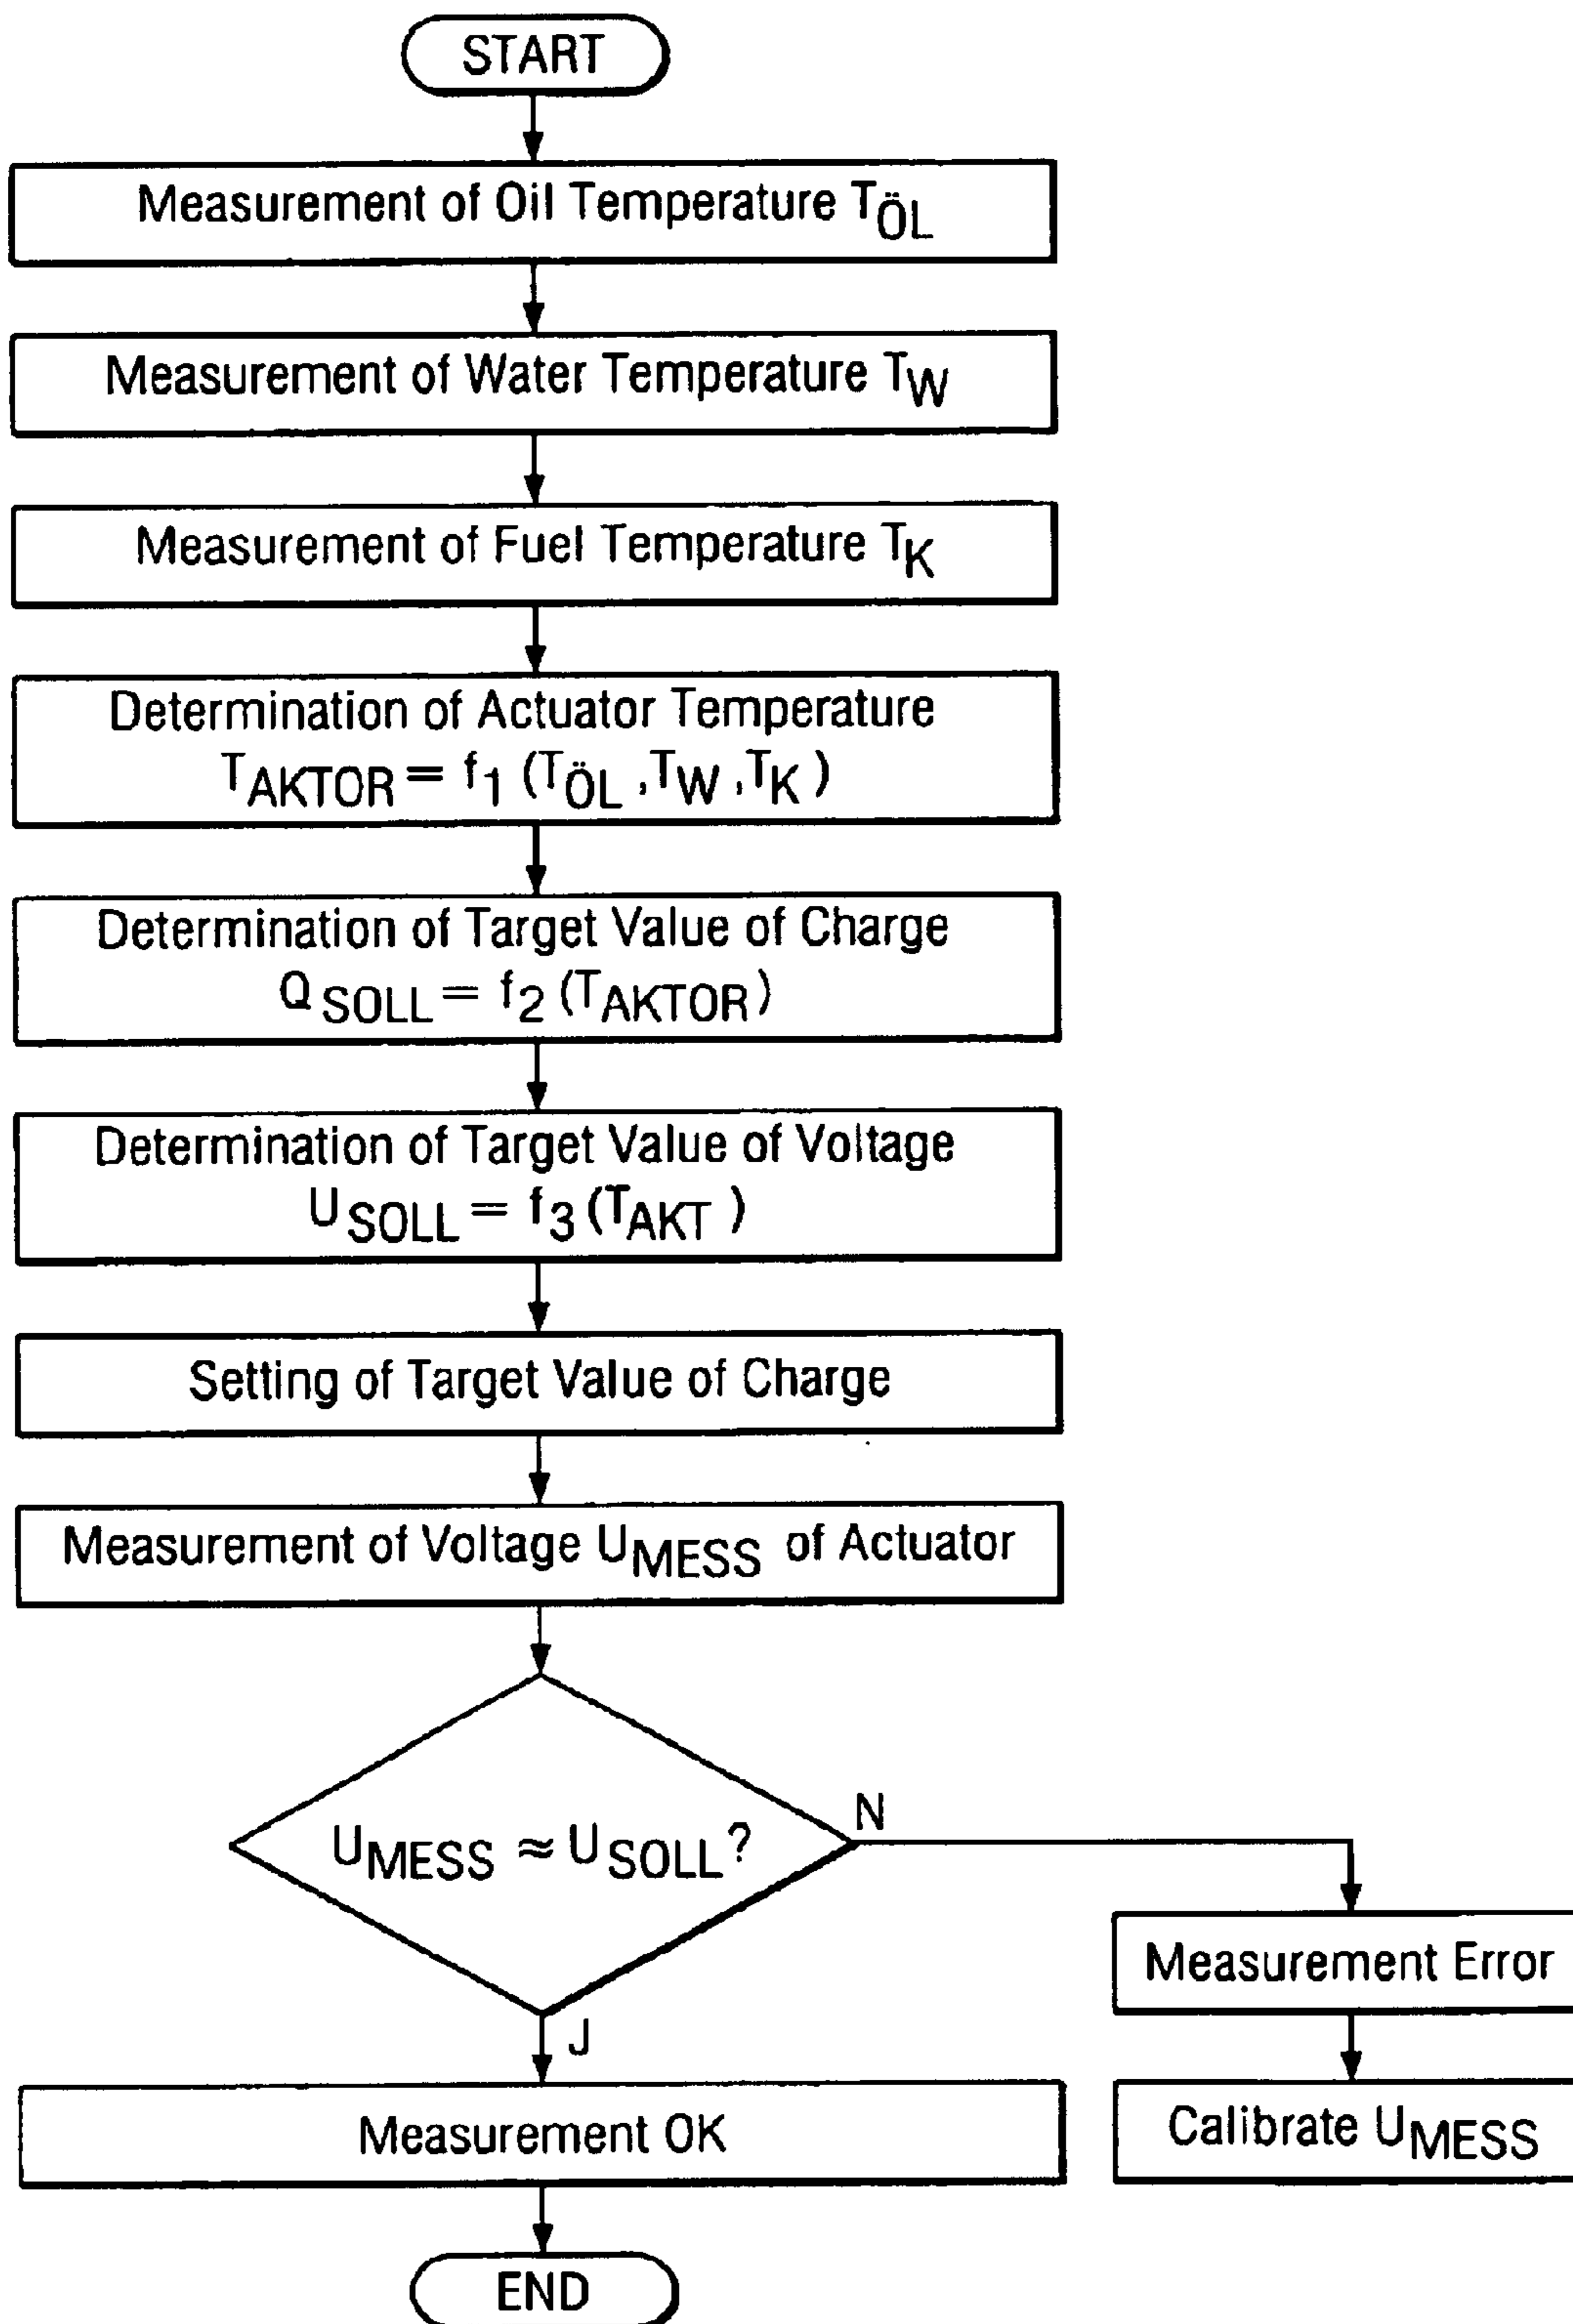 START
Measurement of Oil Temperature TÖL
Measurement of Water Temperature TW
Measurement of Fuel Temperature TK
Determination of Actuator Temperature
TAKTOR = f1 (TÖL ,TW ,TK )
Determination of Target Value of Charge
QSOLL = f2 (TAKTOR)
Determination of Target Value of Voltage
USOLL = f3 (TAKT )
Setting of Target Value of Charge
Measurement of Voltage UMESS of Actuator
UMESS ≈ USOLL?
N
Measurement Error
J
Calibrate UMESS
Measurement OK
END